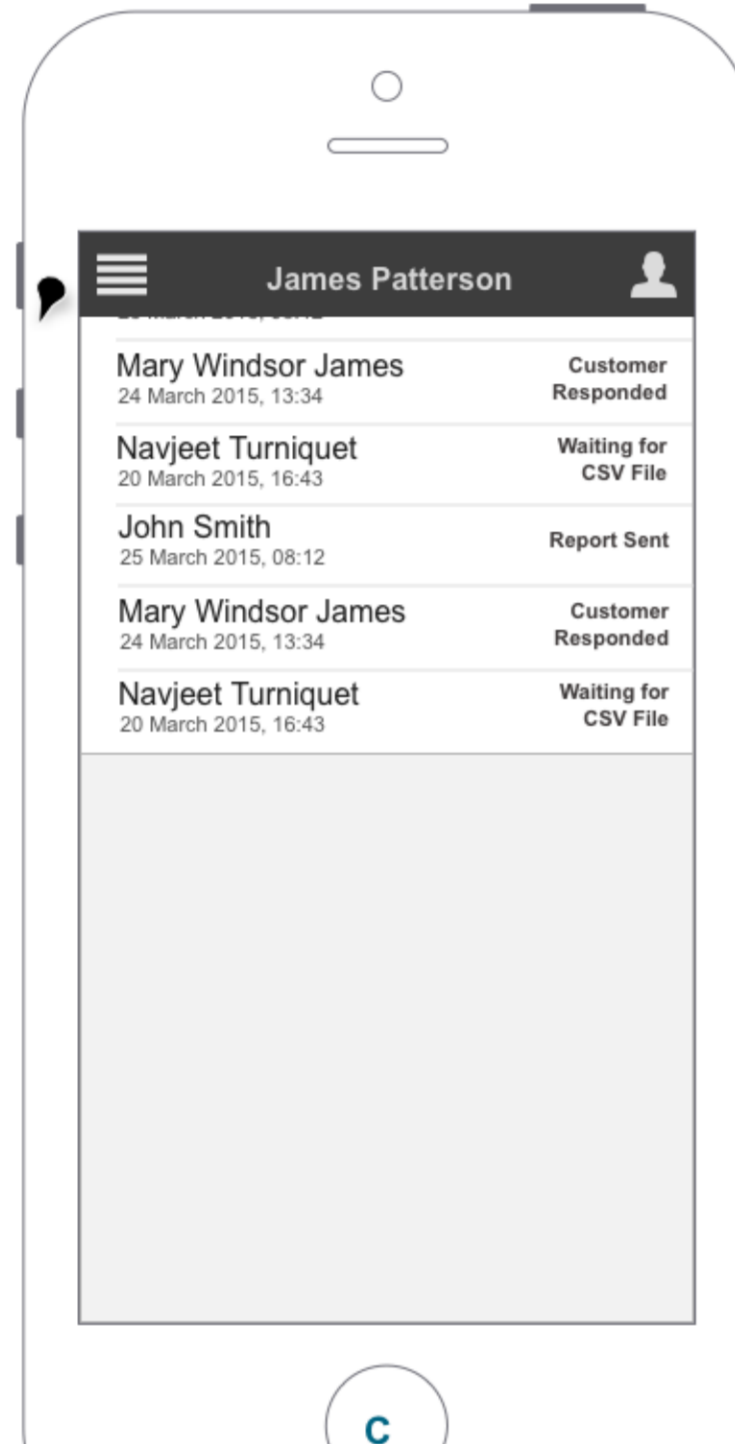 James Patterson
Mary Windsor James
24 March 2015, 13:34
Customer
Responded
Navjeet Turniquet
20 March 2015, 16:43
Waiting for
CSV File
John Smith
25 March 2015, 08:12
Report Sent
Mary Windsor James
24 March 2015, 13:34
Customer
Responded
Navjeet Turniquet
20 March 2015, 16:43
Waiting for
CSV File
C